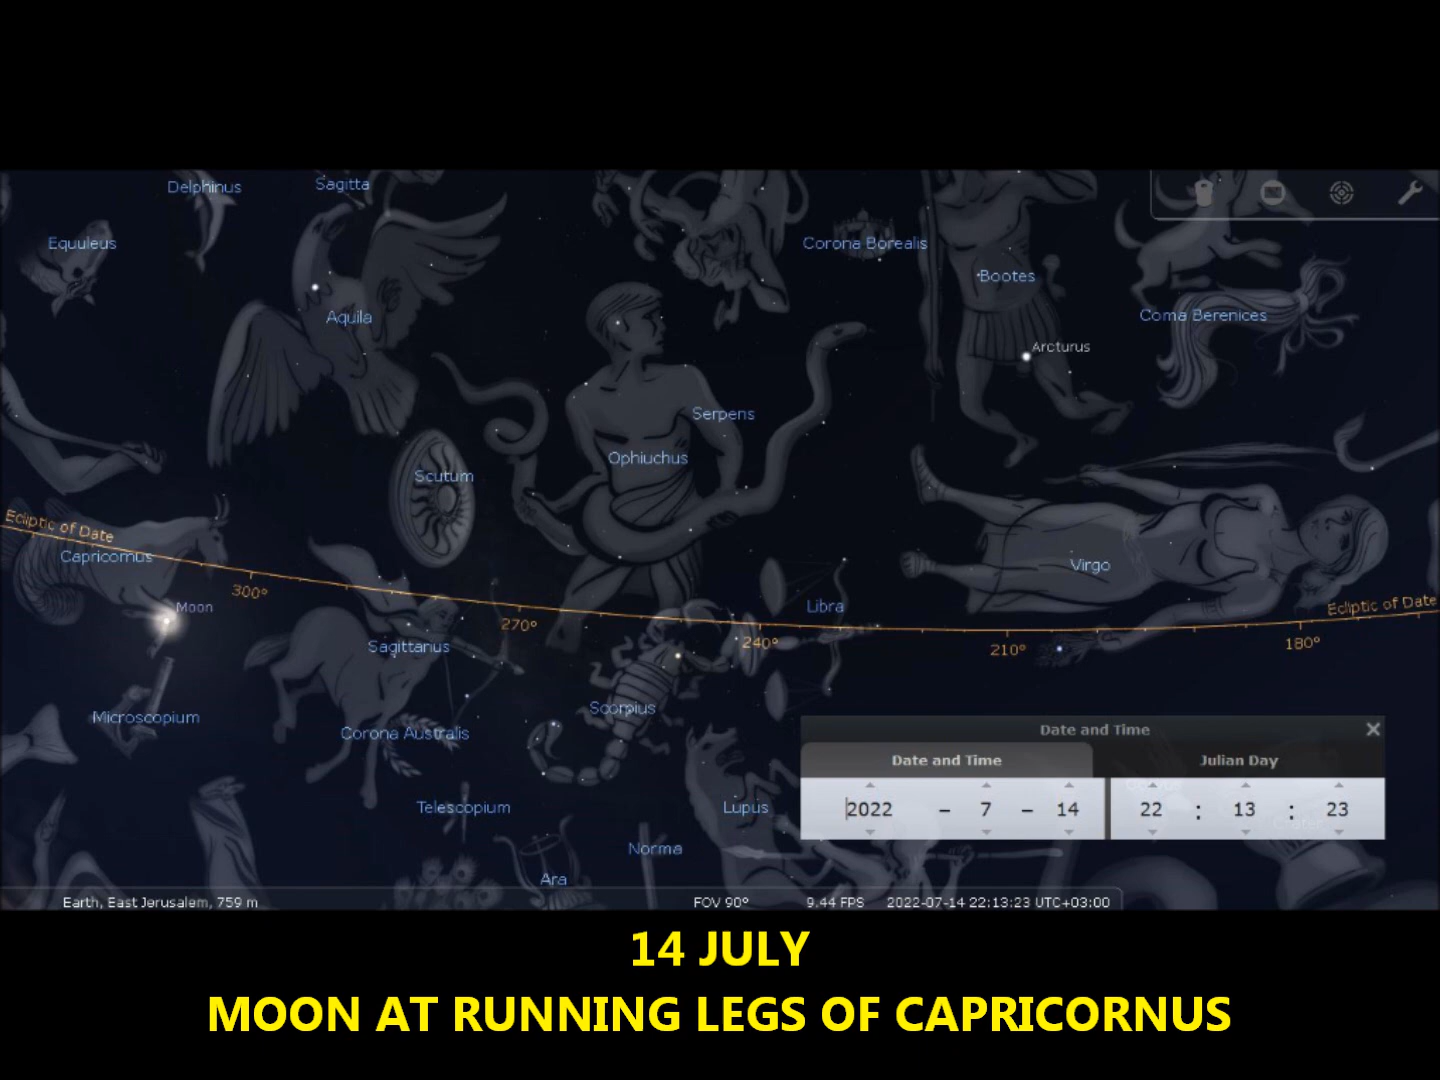 Delphinus
Sagitta
Equuleus
Corona Borealis
Bootes
Aquila
Coma Berenices
Arcturus
Serpens
Ophiuchus
Scutum
Ecliptic of Date
Capricornus
Virgo
300°
Moon
Libra
Ecliptic of Date
270°
240°
210°
180°
Sagittarius
Scorpius
Microscopium
Corona Australis
Date and Time
Date and Time
Julian Day
2022 – 7 – 14
22 : 13 : 23
Telescopium
Lupus
Norma
Ara
Earth, East Jerusalem, 759 m
FOV 90°
9.44 FPS
2022-07-14 22:13:23 UTC+03:00
14 JULY
MOON AT RUNNING LEGS OF CAPRICORNUS